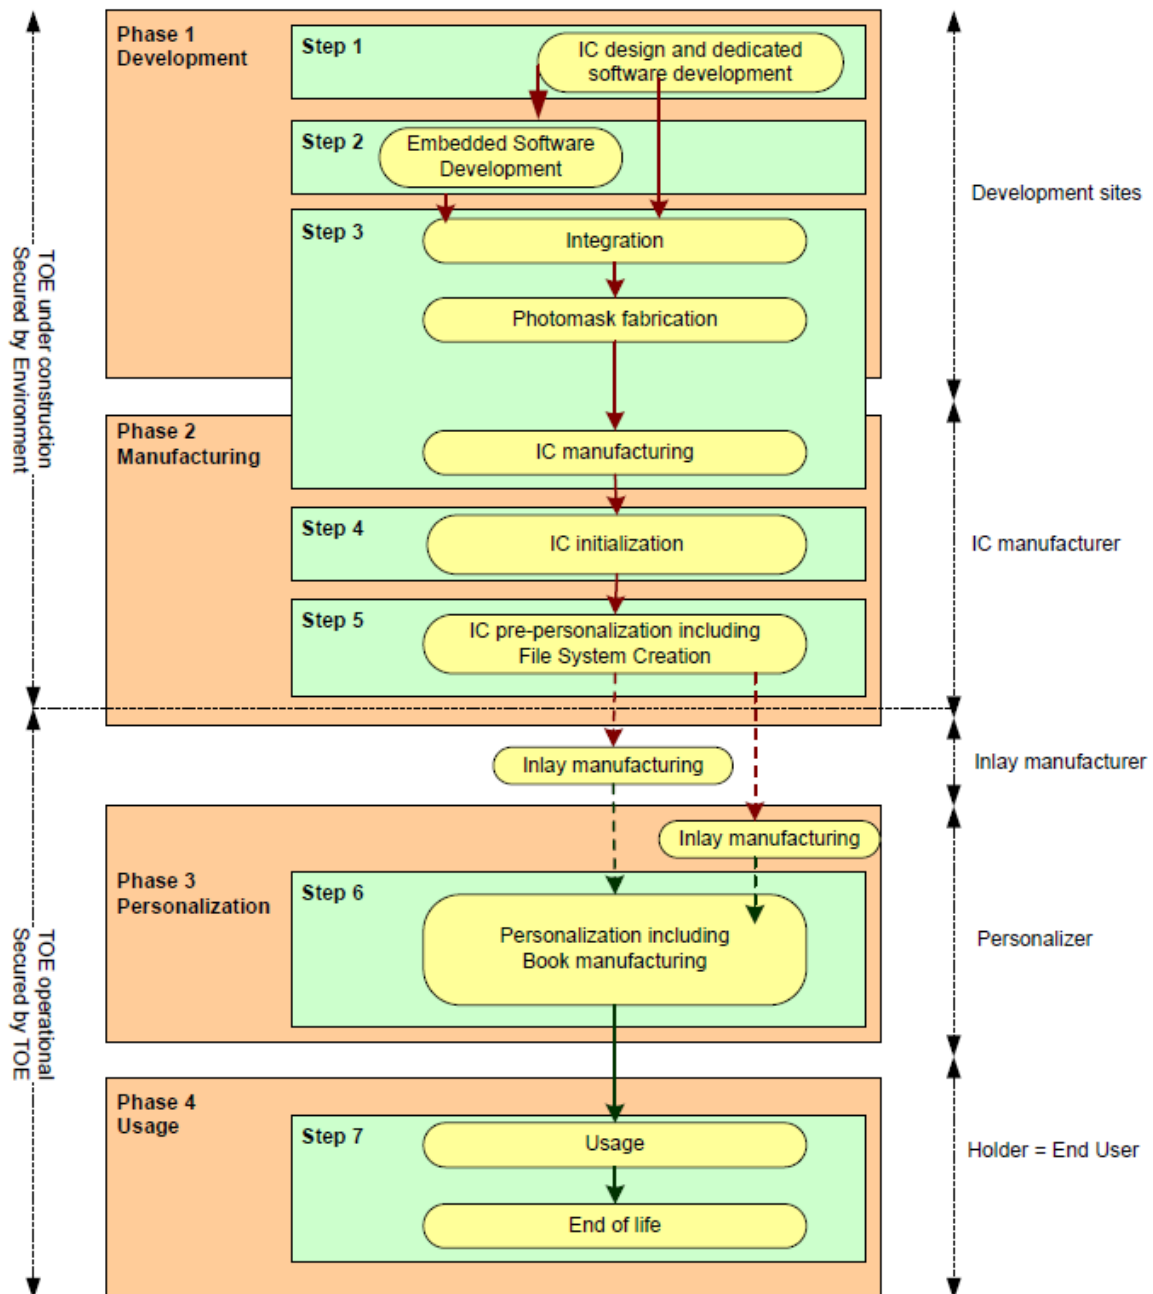 Phase 1
Development
Step 1
IC design and dedicated
software development
Step 2
Embedded Software
Development
Development sites
Step 3
Integration
TOE under construction
Secured by Environment
Photomask fabrication
Phase 2
Manufacturing
IC manufacturing
Step 4
IC initialization
IC manufacturer
Step 5
IC pre-personalization including
File System Creation
Inlay manufacturing
Inlay manufacturer
Inlay manufacturing
Phase 3
Personalization
Step 6
Personalization including
Book manufacturing
Personalizer
TOE operational
Secured by TOE
Phase 4
Usage
Step 7
Usage
Holder = End User
End of life